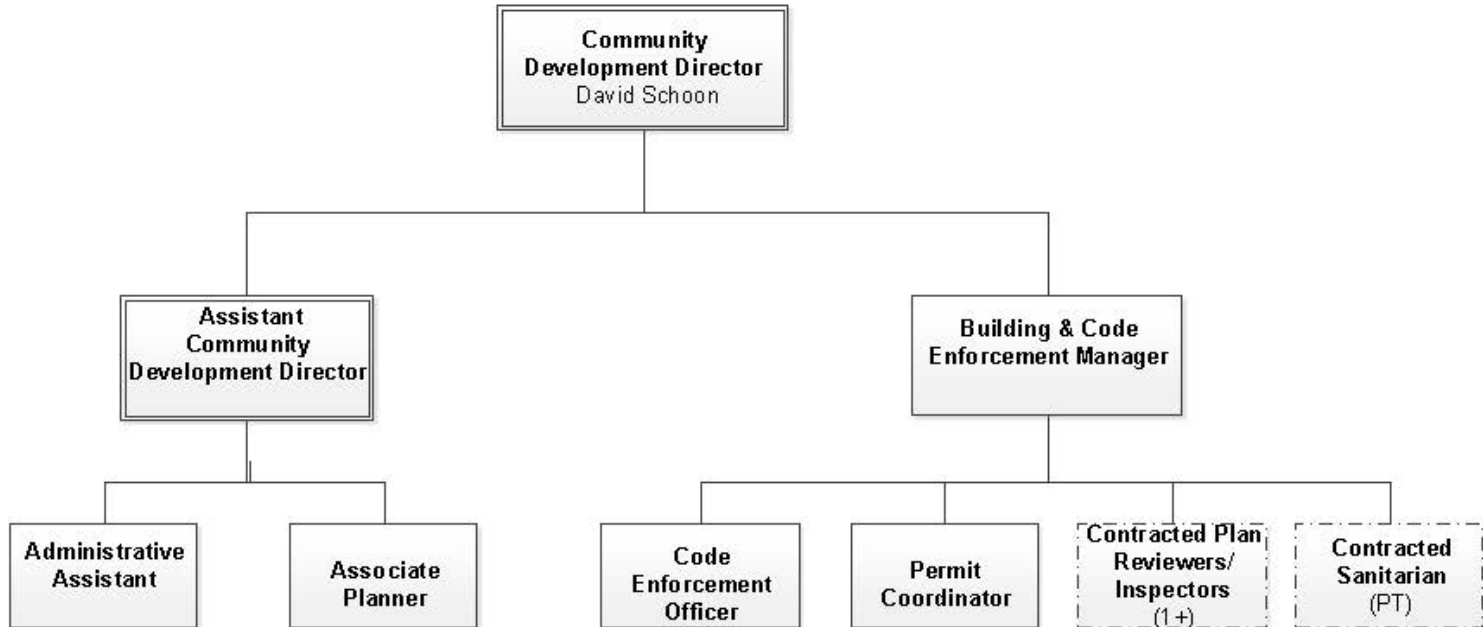 Community
Development Director
David Schoon
Assistant
Community
Development Director
Building & Code
Enforcement Manager
Administrative
Assistant
Associate
Planner
Code
Enforcement
Officer
Permit
Coordinator
Contracted Plan
Reviewers/
Inspectors
(1+)
Contracted
Sanitarian
(PT)